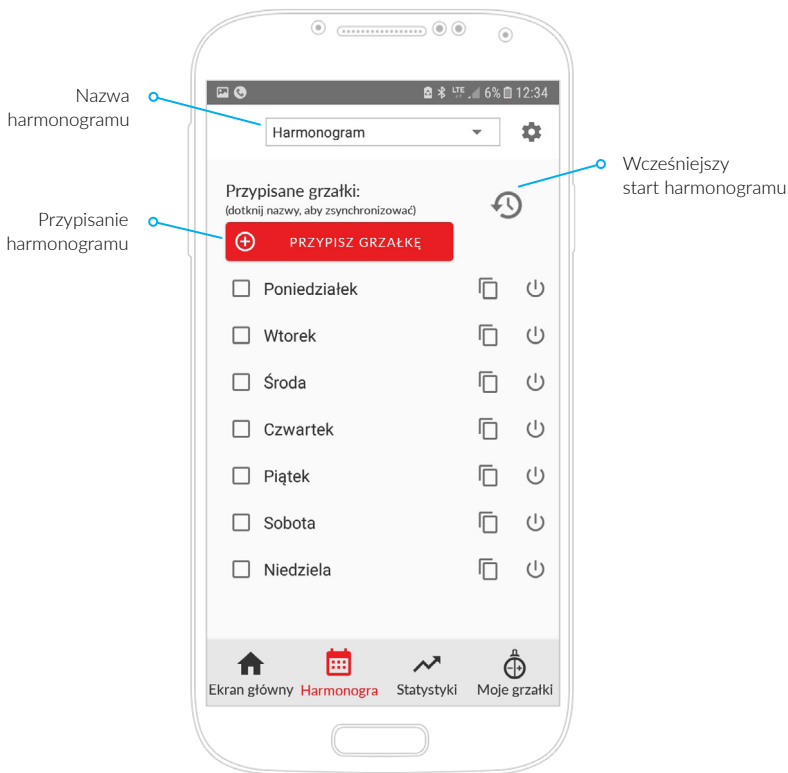 6% 12:34
LTE
Nazwa
harmonogramu
Harmonogram
Wcześniejszy
start harmonogramu
Przypisane grzałki:
(dotknij nazwy, aby zsynchronizować)
Przypisanie
harmonogramu
PRZYPISZ GRZAŁKĘ
Poniedziałek
Wtorek
Środa
Czwartek
Piątek
Sobota
Niedziela
Ekran główny Harmonogra Statystyki Moje grzałki